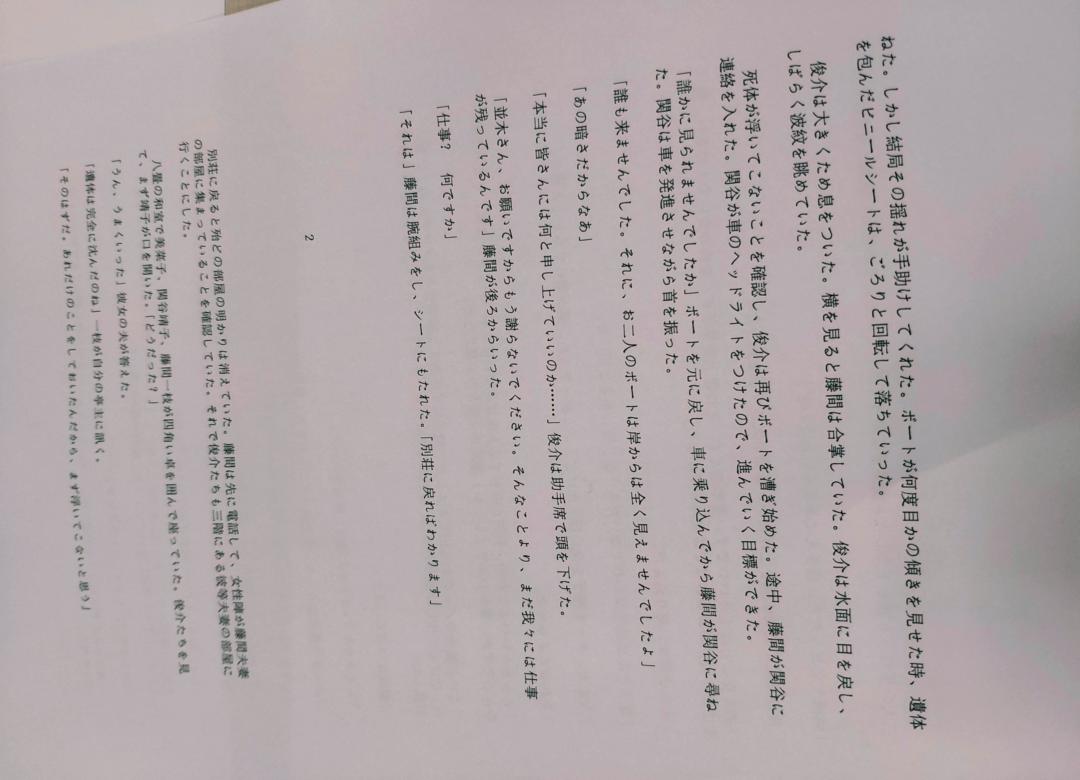 ねた。しかし結局その揺れが手助けしてくれた。ボートが何度目かの傾きを見せた時、遺体
を包んだビニールシートは、ごろりと回転して落ちていった。
俊介は大きくため息をついた。横を見ると藤間は合掌していた。俊介は水面に目を戻し、
しばらく波紋を眺めていた。
死体が浮いてこないことを確認し、俊介は再びボートを漕ぎ始めた。途中、藤間が関谷に
連絡を入れた。関谷が車のヘッドライトをつけたので、進んでいく目標ができた。
「誰かに見られませんでしたか」ボートを元に戻し、車に乗り込んでから藤間が関谷に尋ね
た。関谷は車を発進させながら首を振った。
「誰も来ませんでした。それに、お二人のボートは岸からは全く見えませんでしたよ」
「あの暗さだからなあ」
「本当に皆さんには何と申し上げていいのか……」俊介は助手席で頭を下げた。
「並木さん、お願いですからもう謝らないでください。そんなことより、まだ我々には仕事
が残っているんです」藤間が後ろからいった。
「仕事? 何ですか」
「それは」藤間は腕組みをし、シートにもたれた。「別荘に戻ればわかります」
2
別荘に戻ると殆どの部屋の明かりは消えていた。藤間は先に電話して、女性陣が藤間夫妻
の部屋に集まっていることを確認していた。それで俊介たちも三階にある彼等夫妻の部屋に
行くことにした。
八畳の和室で美菜子、関谷靖子、藤間一枝が四角い卓を囲んで座っていた。俊介たちを見
て、まず靖子が口を開いた。「どうだった?」
「うん、うまくいった」彼女の夫が答えた。
「遺体は完全に沈んだのね」一枝が自分の亭主に訊く。
「そのはずだ。あれだけのことをしておいたんだから、まず浮いてこないと思う」